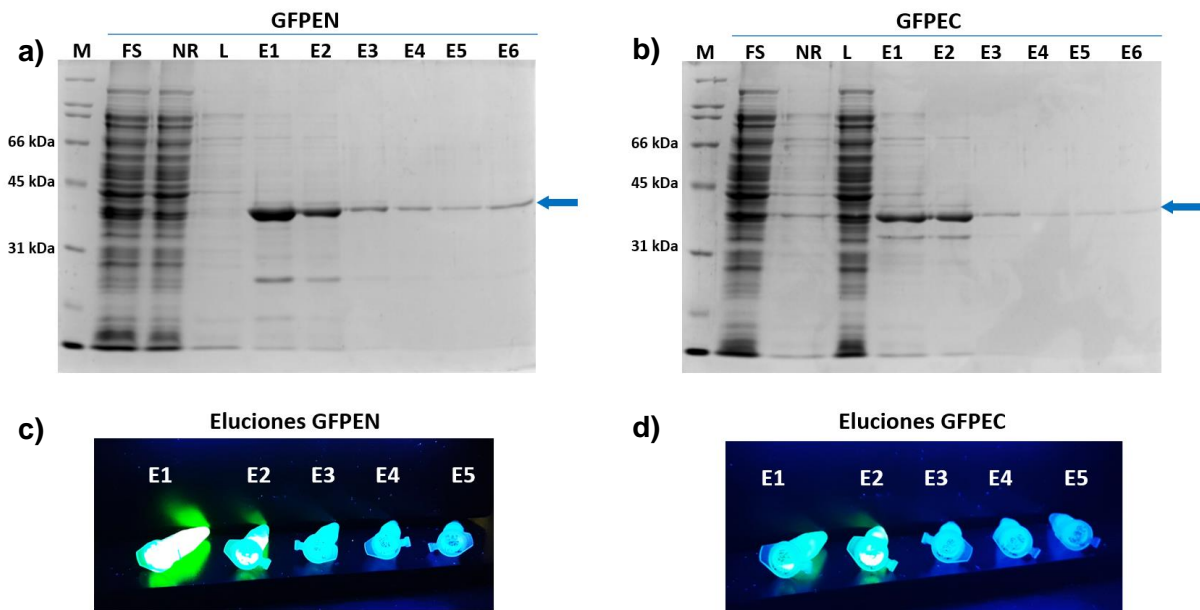 GFPEN
a)
M FS NR L E1 E2 E3 E4 E5 E6
66 kDa
45 kDa
31 kDa
GFPEC
b)
M FS NR L E1 E2 E3 E4 E5 E6
66 kDa
45 kDa
31 kDa
c)
Eluciones GFPEN
E1 E2 E3 E4 E5
d)
Eluciones GFPEC
E1 E2 E3 E4 E5